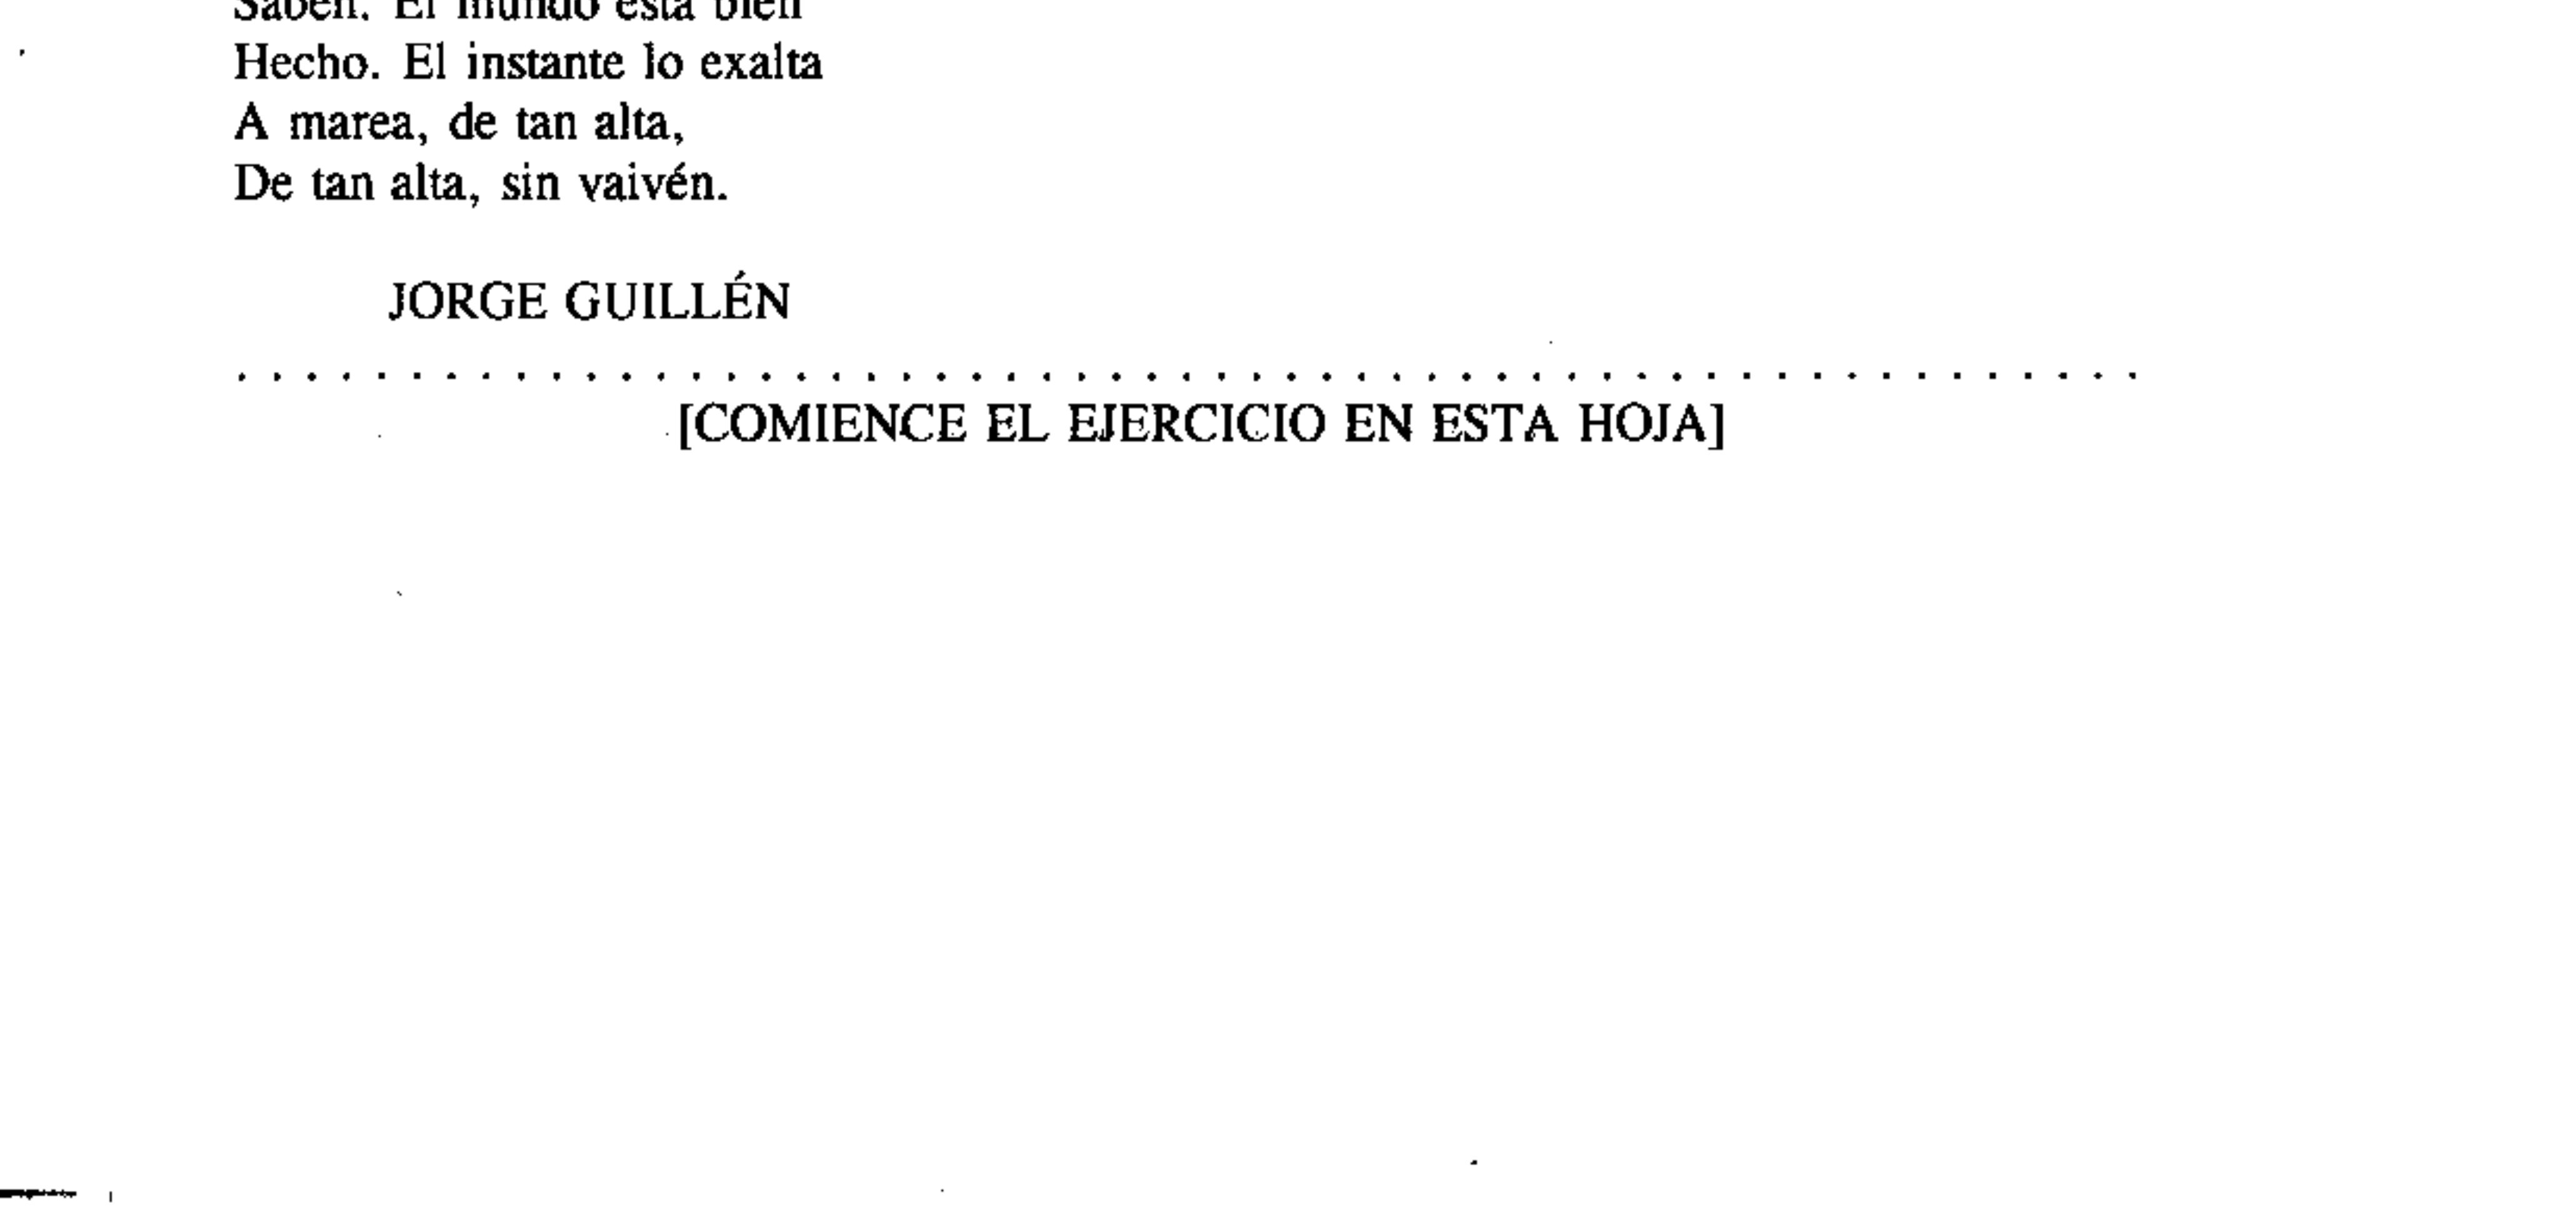 Saben. El mundo está bien
Hecho. El instante lo exalta
A marea, de tan alta,
De tan alta, sin vaivén.
JORGE GUILLÉN
. . . . . . . . . . . . . . . . . . . . . . . . . . . . . . . . . . . . . . . . . . . . . . . . . . . . . . .
[COMIENCE EL EJERCICIO EN ESTA HOJA]